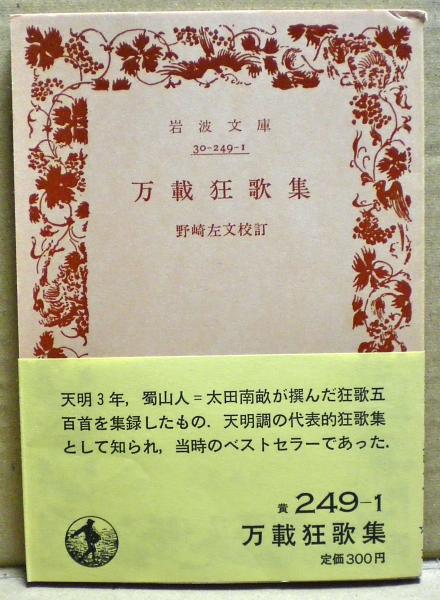 岩波文庫
30-249-1
万載狂歌集
野崎左文校訂
天明3年，蜀山人＝太田南畝が撰んだ狂歌五
百首を集録したもの．天明調の代表的狂歌集
として知られ，当時のベストセラーであった．
黄 249-1
万載狂歌集
定価300円